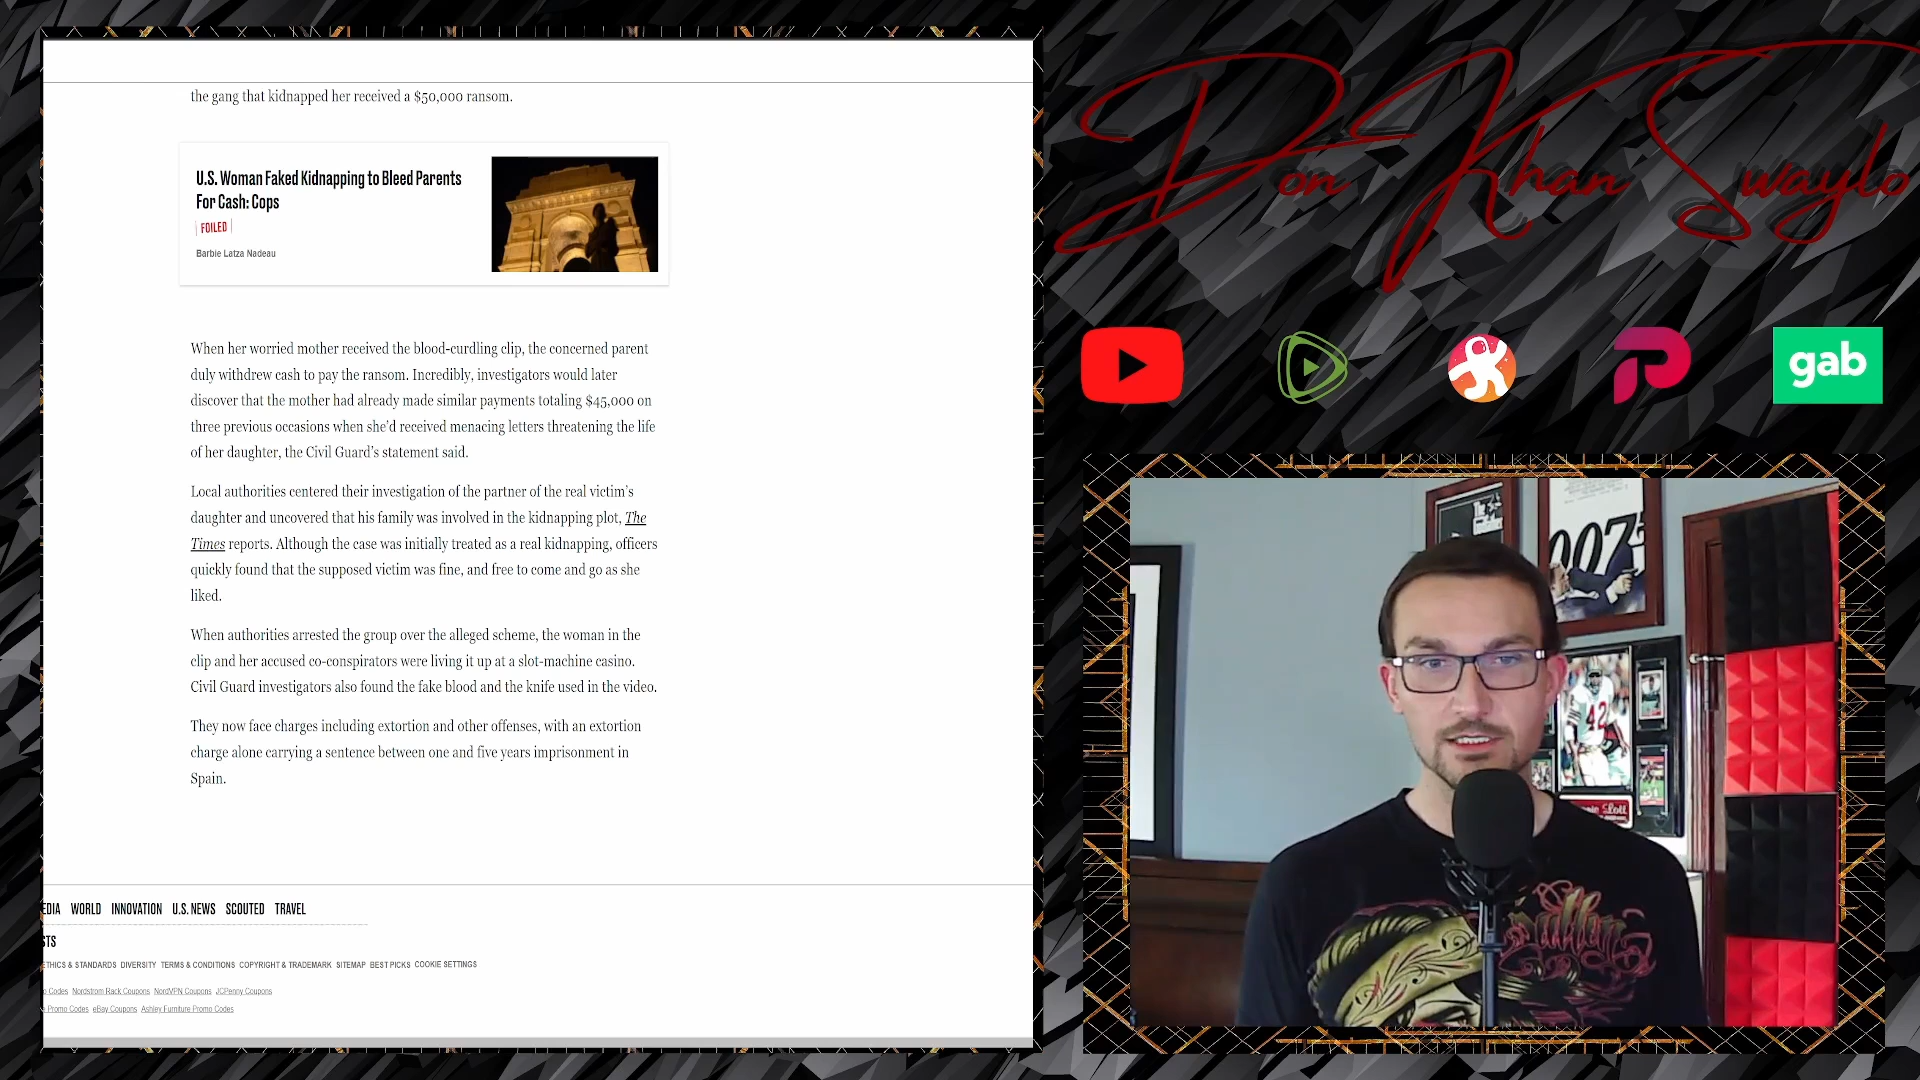 the gang that kidnapped her received a $50,000 ransom.
U.S. Woman Faked Kidnapping to Bleed Parents
For Cash: Cops
FOILED
Barbie Latza Nadeau
When her worried mother received the blood-curdling clip, the concerned parent
duly withdrew cash to pay the ransom. Incredibly, investigators would later
discover that the mother had already made similar payments totaling $45,000 on
three previous occasions when she’d received menacing letters threatening the life
of her daughter, the Civil Guard’s statement said.
Local authorities centered their investigation of the partner of the real victim’s
daughter and uncovered that his family was involved in the kidnapping plot, The
Times reports. Although the case was initially treated as a real kidnapping, officers
quickly found that the supposed victim was fine, and free to come and go as she
liked.
When authorities arrested the group over the alleged scheme, the woman in the
clip and her accused co-conspirators were living it up at a slot-machine casino.
Civil Guard investigators also found the fake blood and the knife used in the video.
They now face charges including extortion and other offenses, with an extortion
charge alone carrying a sentence between one and five years imprisonment in
Spain.
EDIA WORLD INNOVATION U.S. NEWS SCOUTED TRAVEL
STS
ETHICS & STANDARDS DIVERSITY TERMS & CONDITIONS COPYRIGHT & TRADEMARK SITEMAP BEST PICKS COOKIE SETTINGS
o Codes Nordstrom Rack Coupons NordVPN Coupons JCPenny Coupons
Promo Codes eBay Coupons Ashley Furniture Promo Codes
Don Khan Swaylo
gab
007
42